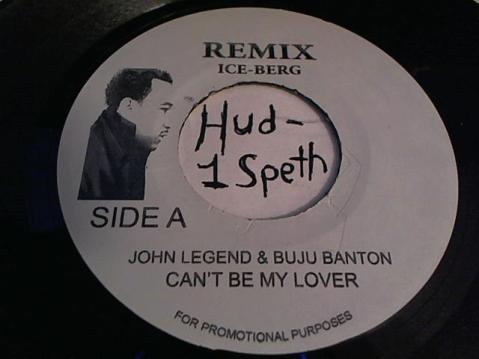 REMIX
ICE-BERG
Hud-
1 Speth
SIDE A
JOHN LEGEND & BUJU BANTON
CAN'T BE MY LOVER
FOR PROMOTIONAL PURPOSES